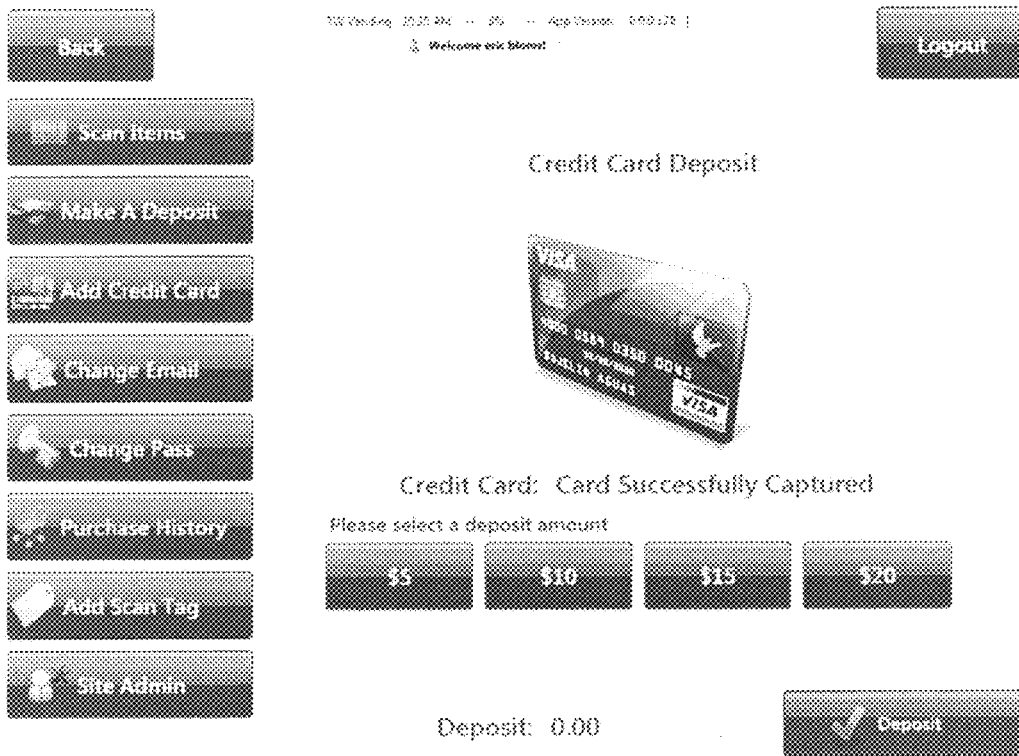 Back
Welcome eric blome!
Logout
Scan Items
Make A Deposit
Add Credit Card
Change Email
Change Pass
Purchase History
Add Scan Tag
Site Admin
Credit Card Deposit
VISA
VISA
Credit Card: Card Successfully Captured
Please select a deposit amount
$5
$10
$15
$20
Deposit: 0.00
Deposit